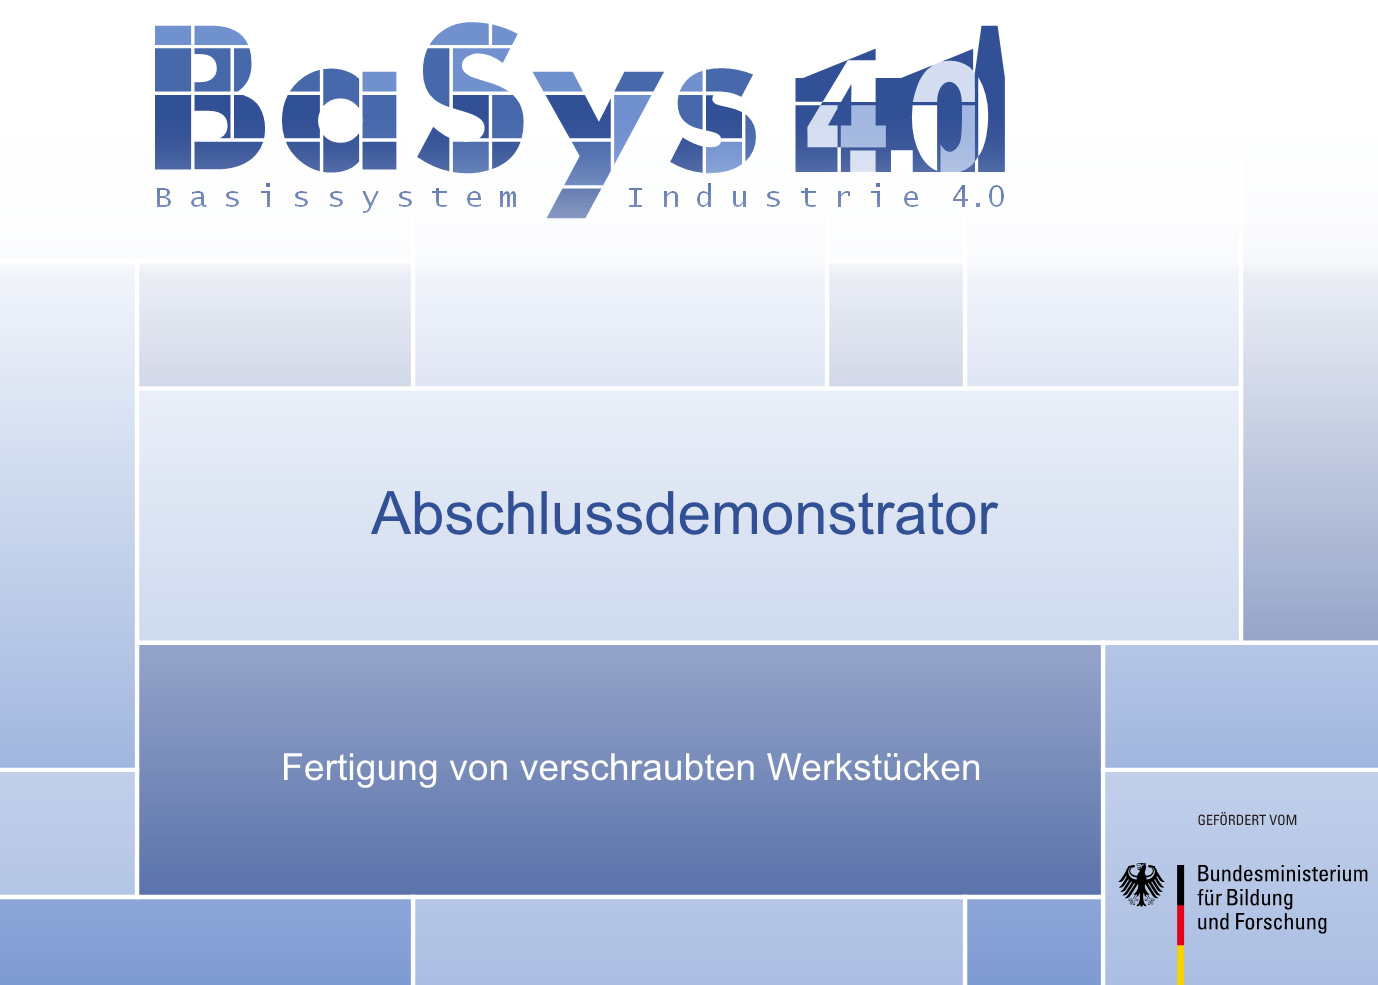 BaSys 4.0
Basissystem Industrie 4.0
Abschlussdemonstrator
Fertigung von verschraubten Werkstücken
GEFÖRDERT VOM
Bundesministerium
für Bildung
und Forschung